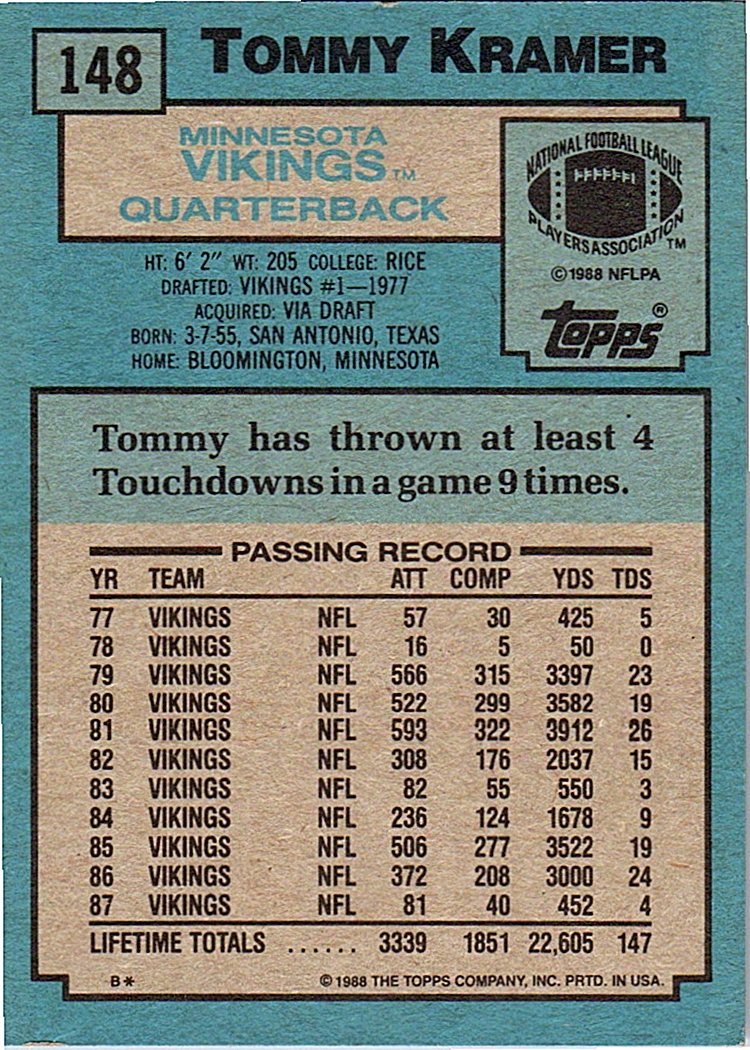 148
TOMMY KRAMER
MINNESOTA
VIKINGS™
QUARTERBACK
NATIONAL FOOTBALL LEAGUE
PLAYERS ASSOCIATION™
©1988 NFLPA
topps®
HT: 6' 2" WT: 205 COLLEGE: RICE
DRAFTED: VIKINGS #1—1977
ACQUIRED: VIA DRAFT
BORN: 3-7-55, SAN ANTONIO, TEXAS
HOME: BLOOMINGTON, MINNESOTA
Tommy has thrown at least 4
Touchdowns in a game 9 times.
PASSING RECORD
YR TEAM ATT COMP YDS TDS
77 VIKINGS NFL 57 30 425 5
78 VIKINGS NFL 16 5 50 0
79 VIKINGS NFL 566 315 3397 23
80 VIKINGS NFL 522 299 3582 19
81 VIKINGS NFL 593 322 3912 26
82 VIKINGS NFL 308 176 2037 15
83 VIKINGS NFL 82 55 550 3
84 VIKINGS NFL 236 124 1678 9
85 VIKINGS NFL 506 277 3522 19
86 VIKINGS NFL 372 208 3000 24
87 VIKINGS NFL 81 40 452 4
LIFETIME TOTALS ...... 3339 1851 22,605 147
B* ©1988 THE TOPPS COMPANY, INC. PRTD. IN USA.